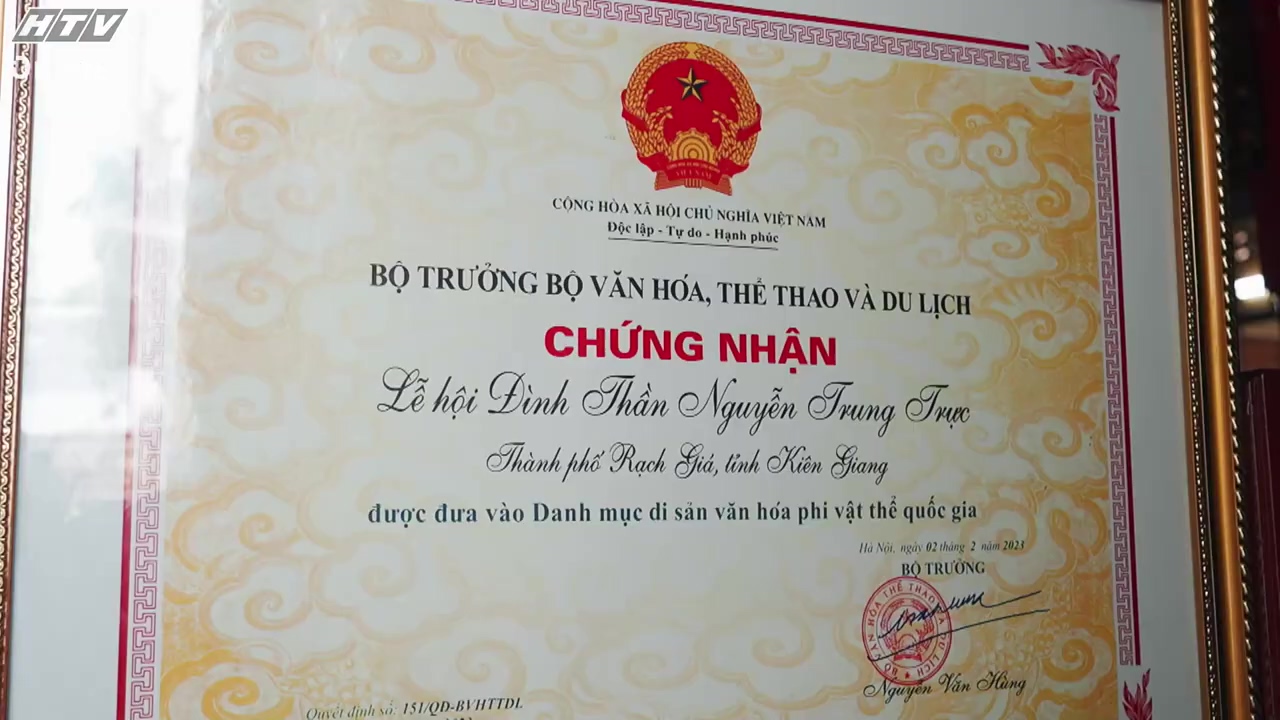 HTV
CỘNG HÒA XÃ HỘI CHỦ NGHĨA VIỆT NAM
Độc lập - Tự do - Hạnh phúc
BỘ TRƯỞNG BỘ VĂN HÓA, THỂ THAO VÀ DU LỊCH
CHỨNG NHẬN
Lễ hội Đình Thần Nguyễn Trung Trực
Thành phố Rạch Giá, tỉnh Kiên Giang
được đưa vào Danh mục di sản văn hóa phi vật thể quốc gia
Hà Nội, ngày 02 tháng 2 năm 2023
BỘ TRƯỞNG
BỘ VĂN HÓA THỂ THAO VÀ DU LỊCH
Nguyễn Văn Hùng
Quyết định số: 151/QĐ-BVHTTDL